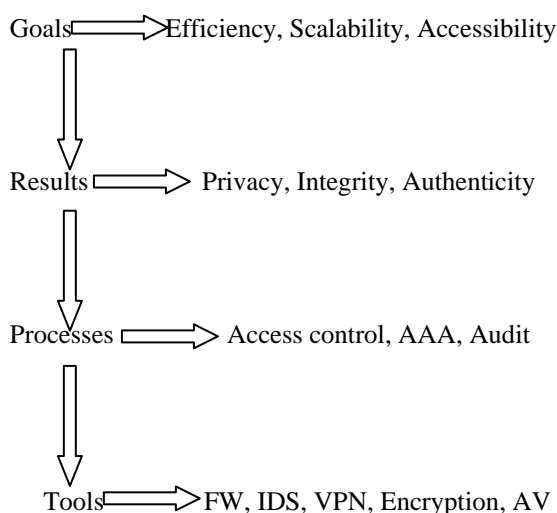 Goals Efficiency, Scalability, Accessibility
Results Privacy, Integrity, Authenticity
Processes Access control, AAA, Audit
Tools FW, IDS, VPN, Encryption, AV